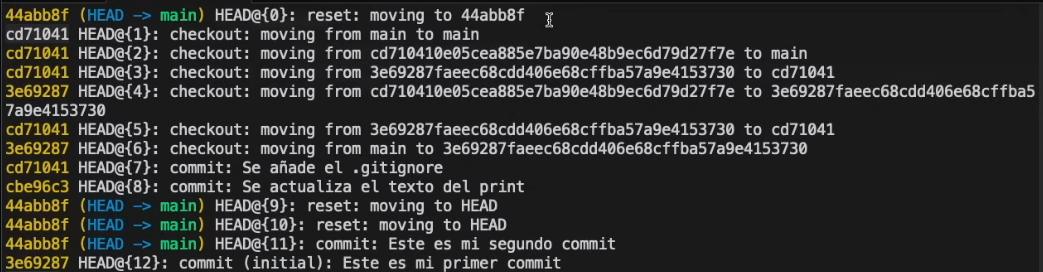 44abb8f (HEAD -> main) HEAD@{0}: reset: moving to 44abb8f
cd71041 HEAD@{1}: checkout: moving from main to main
cd71041 HEAD@{2}: checkout: moving from cd710410e05cea885e7ba90e48b9ec6d79d27f7e to main
cd71041 HEAD@{3}: checkout: moving from 3e69287faeec68cdd406e68cffba57a9e4153730 to cd71041
3e69287 HEAD@{4}: checkout: moving from cd710410e05cea885e7ba90e48b9ec6d79d27f7e to 3e69287faeec68cdd406e68cffba5
7a9e4153730
cd71041 HEAD@{5}: checkout: moving from 3e69287faeec68cdd406e68cffba57a9e4153730 to cd71041
3e69287 HEAD@{6}: checkout: moving from main to 3e69287faeec68cdd406e68cffba57a9e4153730
cd71041 HEAD@{7}: commit: Se añade el .gitignore
cbe96c3 HEAD@{8}: commit: Se actualiza el texto del print
44abb8f (HEAD -> main) HEAD@{9}: reset: moving to HEAD
44abb8f (HEAD -> main) HEAD@{10}: reset: moving to HEAD
44abb8f (HEAD -> main) HEAD@{11}: commit: Este es mi segundo commit
3e69287 HEAD@{12}: commit (initial): Este es mi primer commit